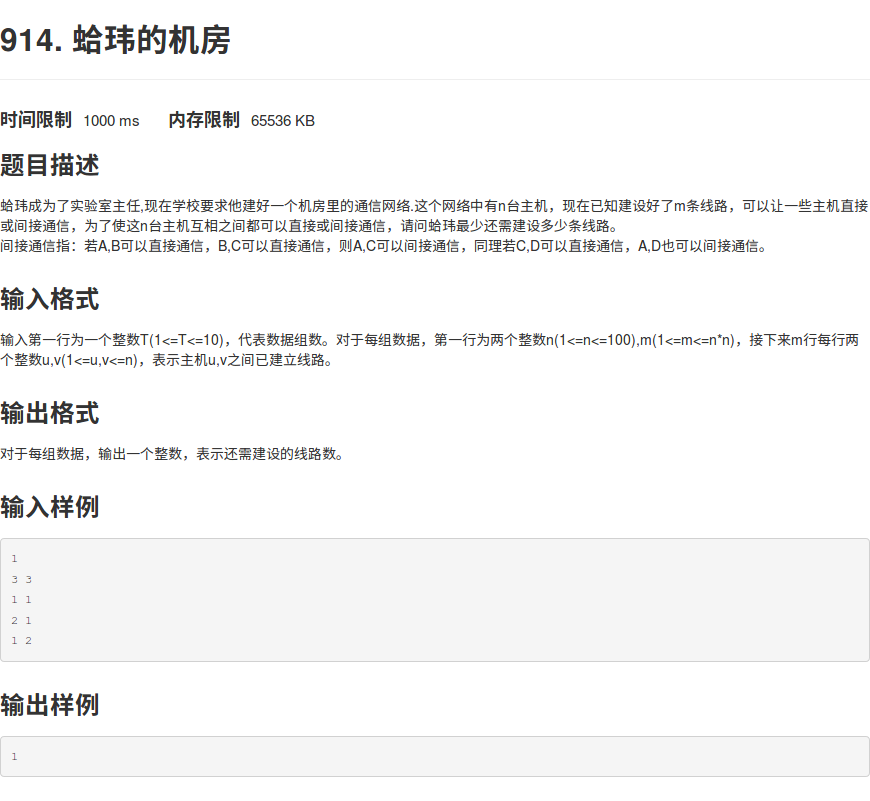 914. 蛤玮的机房
时间限制 1000 ms 内存限制 65536 KB
题目描述
蛤玮成为了实验室主任,现在学校要求他建好一个机房里的通信网络.这个网络中有n台主机，现在已知建设好了m条线路，可以让一些主机直接
或间接通信，为了使这n台主机互相之间都可以直接或间接通信，请问蛤玮最少还需建设多少条线路。
间接通信指：若A,B可以直接通信，B,C可以直接通信，则A,C可以间接通信，同理若C,D可以直接通信，A,D也可以间接通信。
输入格式
输入第一行为一个整数T(1<=T<=10)，代表数据组数。对于每组数据，第一行为两个整数n(1<=n<=100),m(1<=m<=n*n)，接下来m行每行两
个整数u,v(1<=u,v<=n)，表示主机u,v之间已建立线路。
输出格式
对于每组数据，输出一个整数，表示还需建设的线路数。
输入样例
1
3 3
1 1
2 1
1 2
输出样例
1